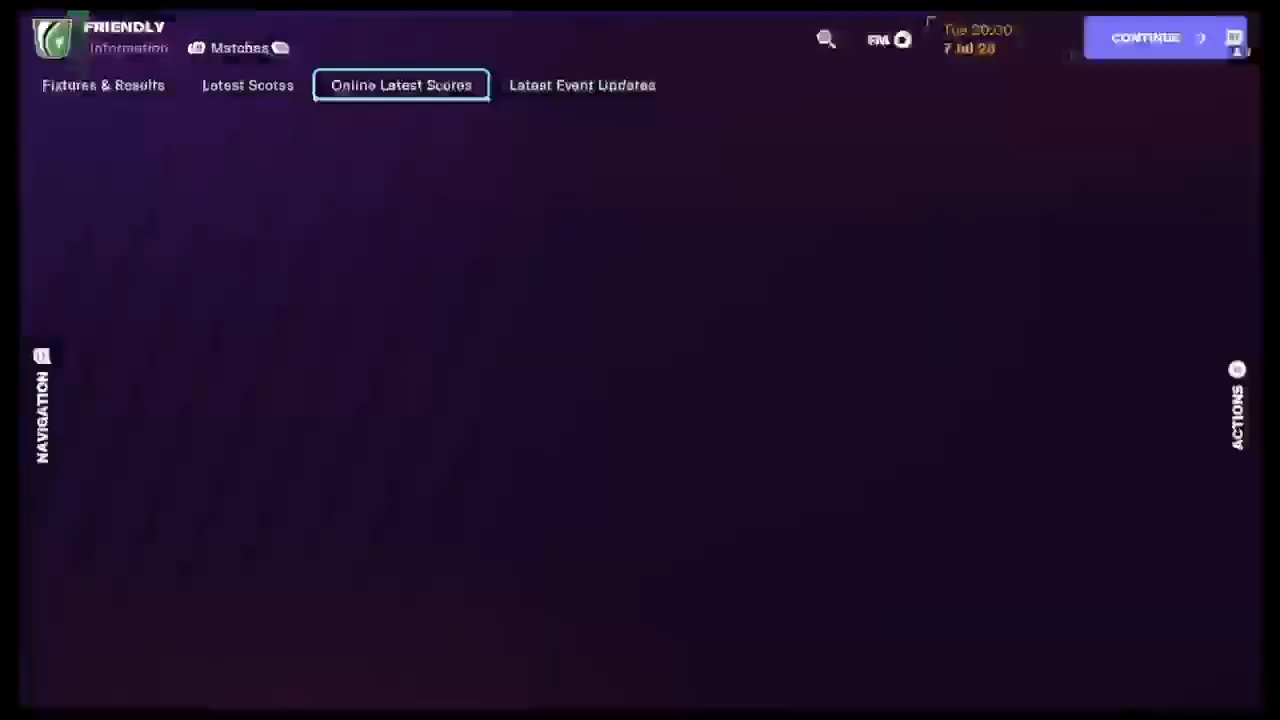 FRIENDLY
Information
Matches
FM
Tue 20:00
7 Jul 26
CONTINUE
Fixtures & Results
Latest Scores
Online Latest Scores
Latest Event Updates
NAVIGATION
ACTIONS